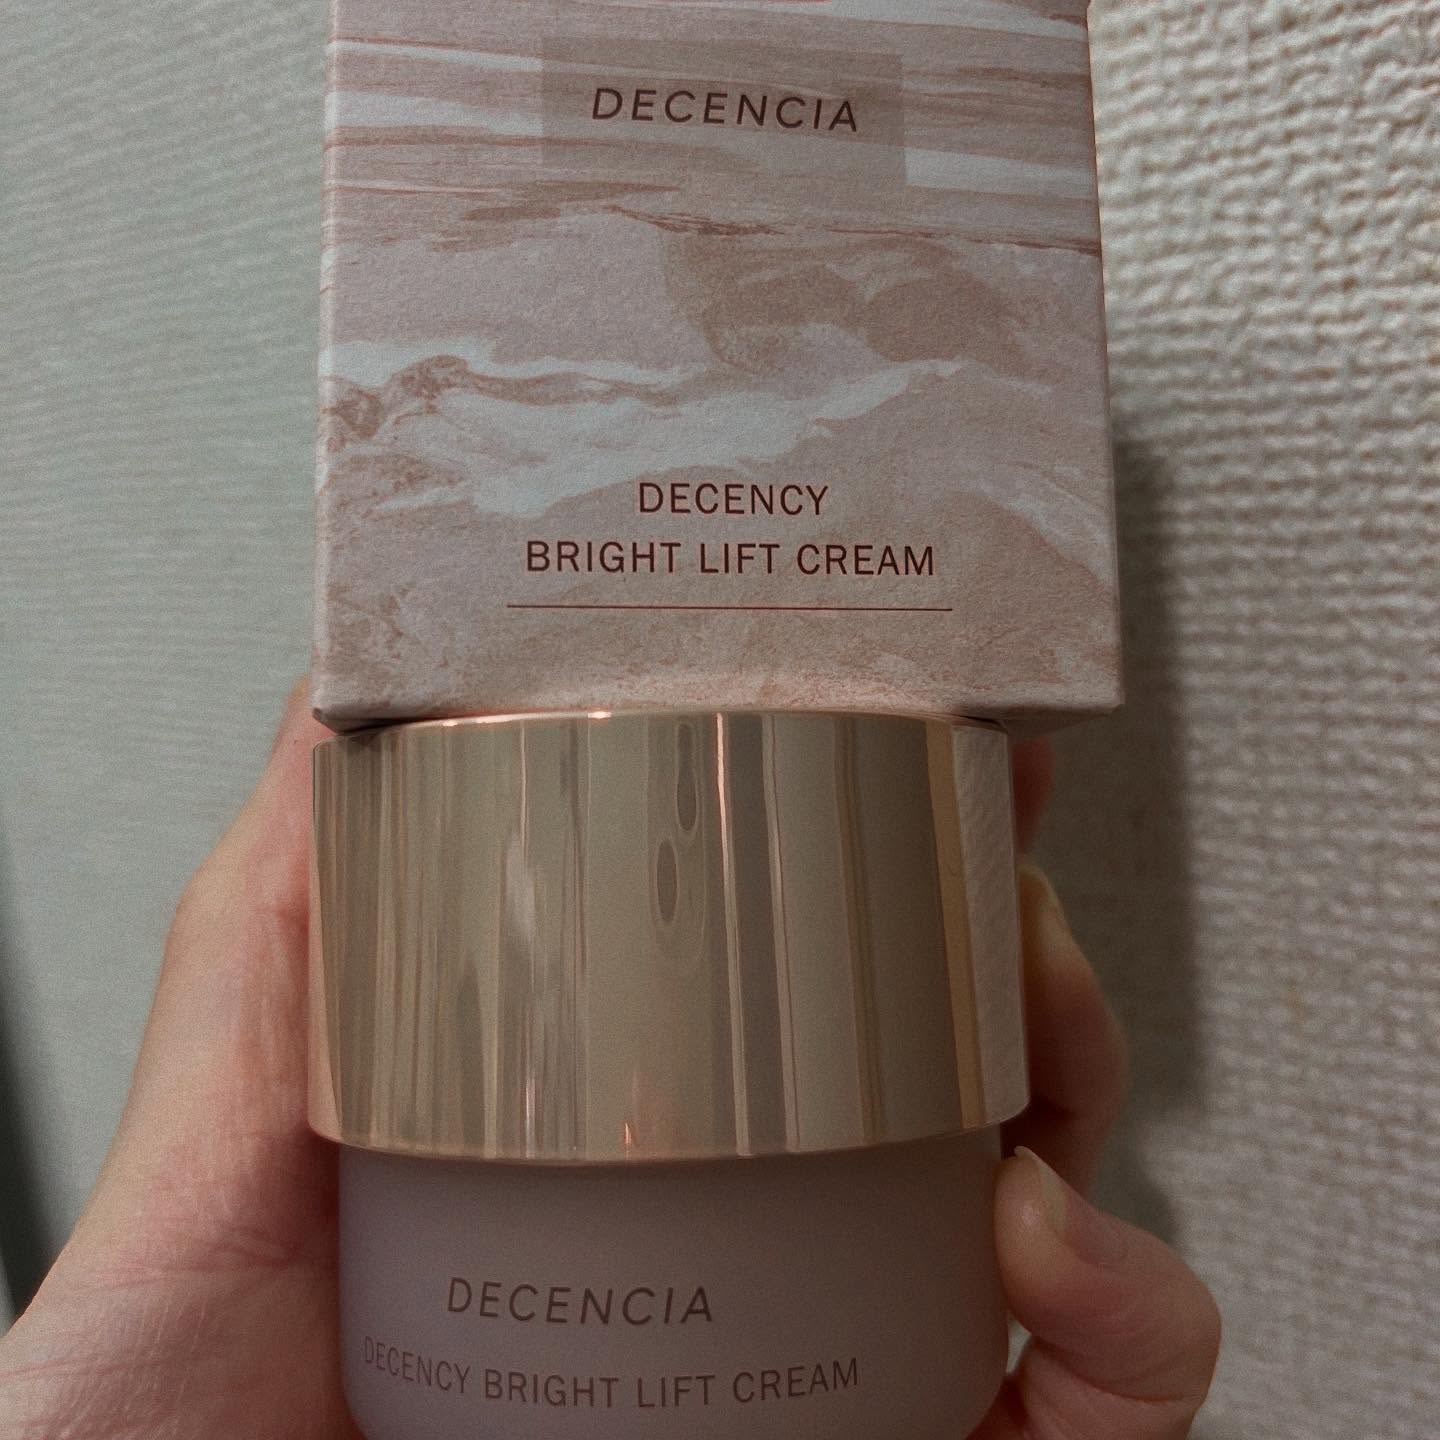 DECENCIA
DECENCY
BRIGHT LIFT CREAM
DECENCIA
DECENCY BRIGHT LIFT CREAM